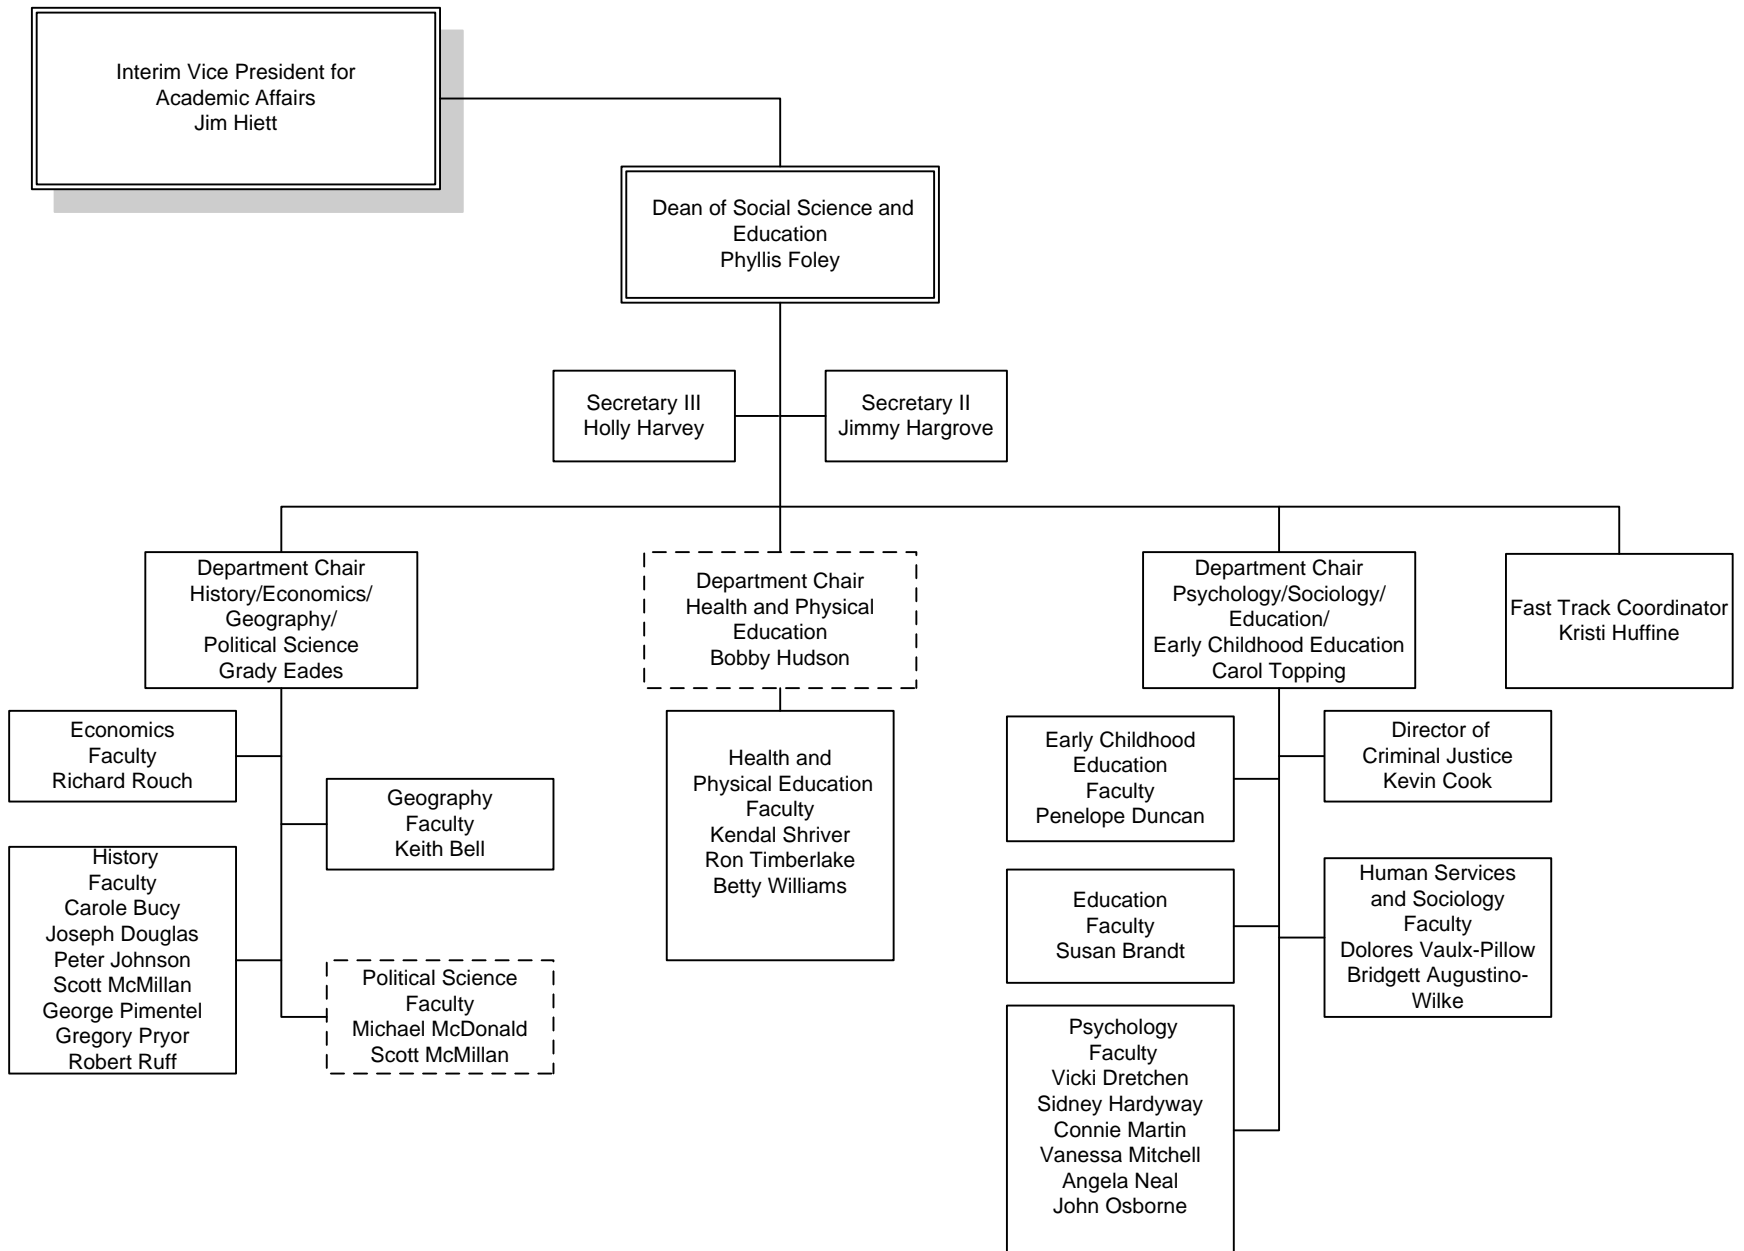 Interim Vice President for
Academic Affairs
Jim Hiett
Dean of Social Science and
Education
Phyllis Foley
Secretary III
Holly Harvey
Secretary II
Jimmy Hargrove
Department Chair
History/Economics/
Geography/
Political Science
Grady Eades
Department Chair
Health and Physical
Education
Bobby Hudson
Department Chair
Psychology/Sociology/
Education/
Early Childhood Education
Carol Topping
Fast Track Coordinator
Kristi Huffine
Economics
Faculty
Richard Rouch
Geography
Faculty
Keith Bell
History
Faculty
Carole Bucy
Joseph Douglas
Peter Johnson
Scott McMillan
George Pimentel
Gregory Pryor
Robert Ruff
Political Science
Faculty
Michael McDonald
Scott McMillan
Health and
Physical Education
Faculty
Kendal Shriver
Ron Timberlake
Betty Williams
Early Childhood
Education
Faculty
Penelope Duncan
Director of
Criminal Justice
Kevin Cook
Education
Faculty
Susan Brandt
Human Services
and Sociology
Faculty
Dolores Vaulx-Pillow
Bridgett Augustino-
Wilke
Psychology
Faculty
Vicki Dretchen
Sidney Hardyway
Connie Martin
Vanessa Mitchell
Angela Neal
John Osborne